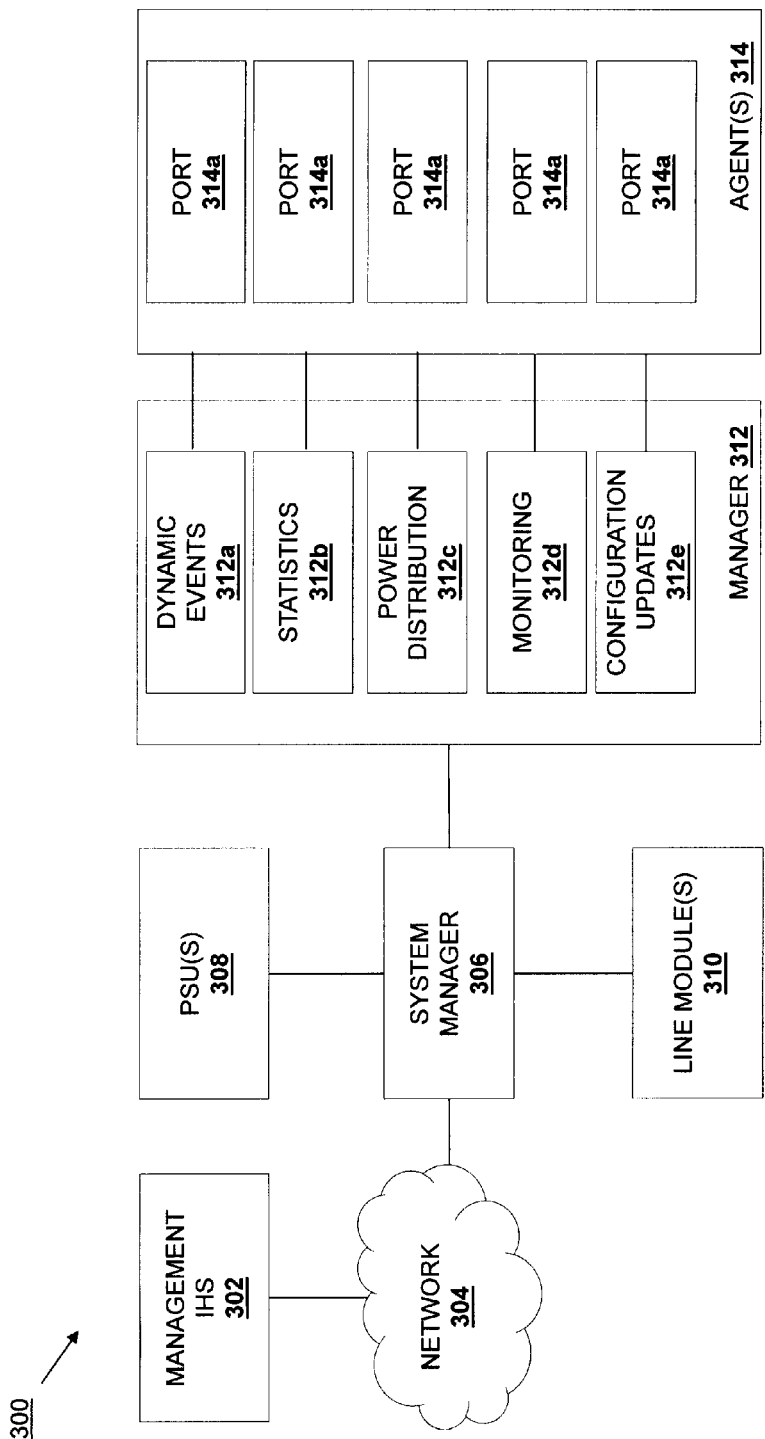 300
MANAGEMENT
IHS
302
NETWORK
304
PSU(S)
308
SYSTEM
MANAGER
306
LINE MODULE(S)
310
DYNAMIC
EVENTS
312a
STATISTICS
312b
POWER
DISTRIBUTION
312c
MONITORING
312d
CONFIGURATION
UPDATES
312e
MANAGER 312
PORT
314a
PORT
314a
PORT
314a
PORT
314a
PORT
314a
AGENT(S) 314